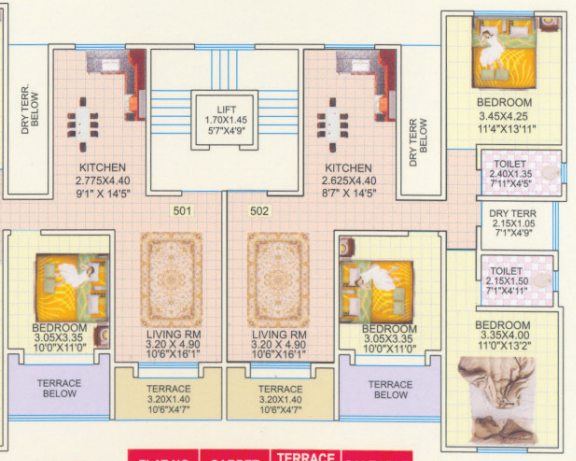 DRY TERR.
BELOW
KITCHEN
2.775X4.40
9'1" X 14'5"
LIFT
1.70X1.45
5'7"X4'9"
KITCHEN
2.625X4.40
8'7" X 14'5"
DRY TERR
BELOW
BEDROOM
3.45X4.25
11'4"X13'11"
TOILET
2.40X1.35
7'11"X4'5"
DRY TERR
2.15X1.05
7'1"X4'9"
TOILET
2.15X1.50
7'1"X4'11"
501
502
BEDROOM
3.05X3.35
10'0"X11'0"
LIVING RM
3.20 X 4.90
10'6"X16'1"
LIVING RM
3.20 X 4.90
10'6"X16'1"
BEDROOM
3.05X3.35
10'0"X11'0"
BEDROOM
3.35X4.00
11'0"X13'2"
TERRACE
BELOW
TERRACE
3.20X1.40
10'6"X4'7"
TERRACE
3.20X1.40
10'6"X4'7"
TERRACE
BELOW
TERRACE